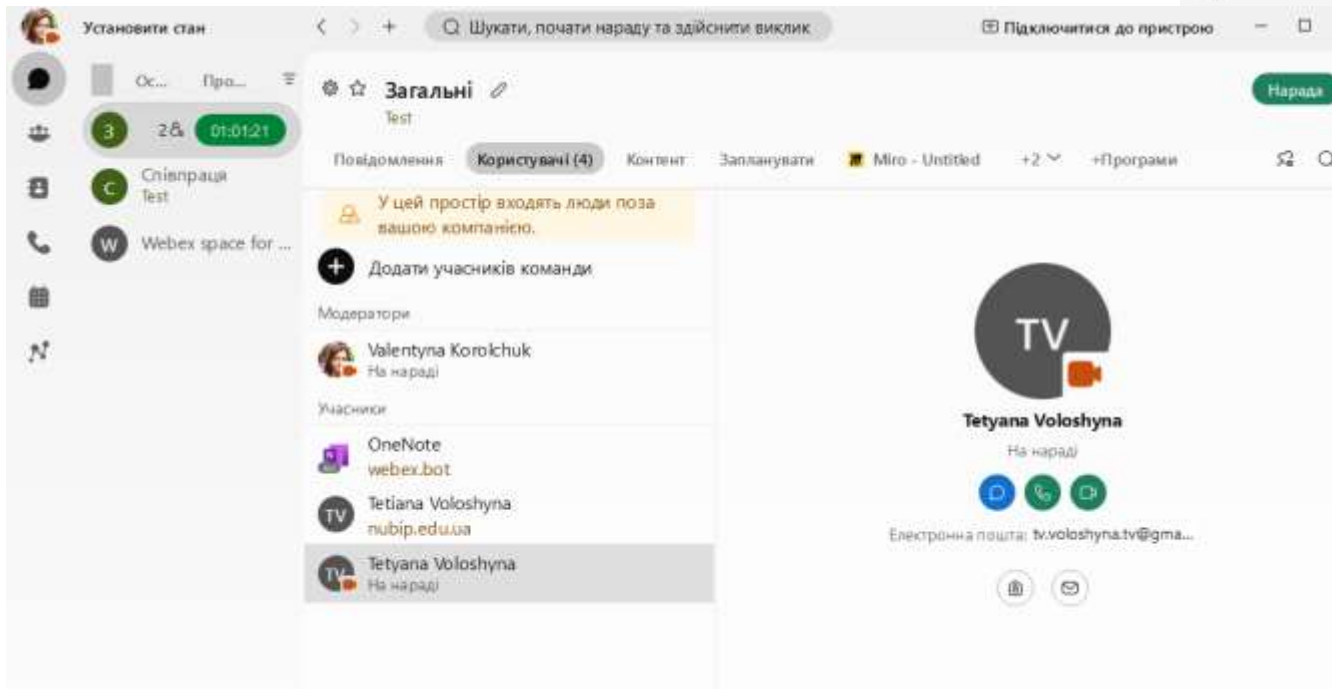 Установити стан
Шукати, почати нараду та здійснити виклик
Підключитися до пристрою
Ос... Про...
З 2 01:01:21
С Співпраця
Test
W Webex space for ...
Загальні
Test
Нарада
Повідомлення Користувачі (4) Контент Запланувати Miro - Untitled +2 +Програми
У цей простір входять люди поза
вашою компанією.
Додати учасників команди
Модератори
Valentyna Korolchuk
На нараді
Учасники
OneNote
webex.bot
TV Tetiana Voloshyna
nubip.edu.ua
TV Tetyana Voloshyna
На нараді
TV
Tetyana Voloshyna
На нараді
Електронна пошта: tv.voloshyna.tv@gma...